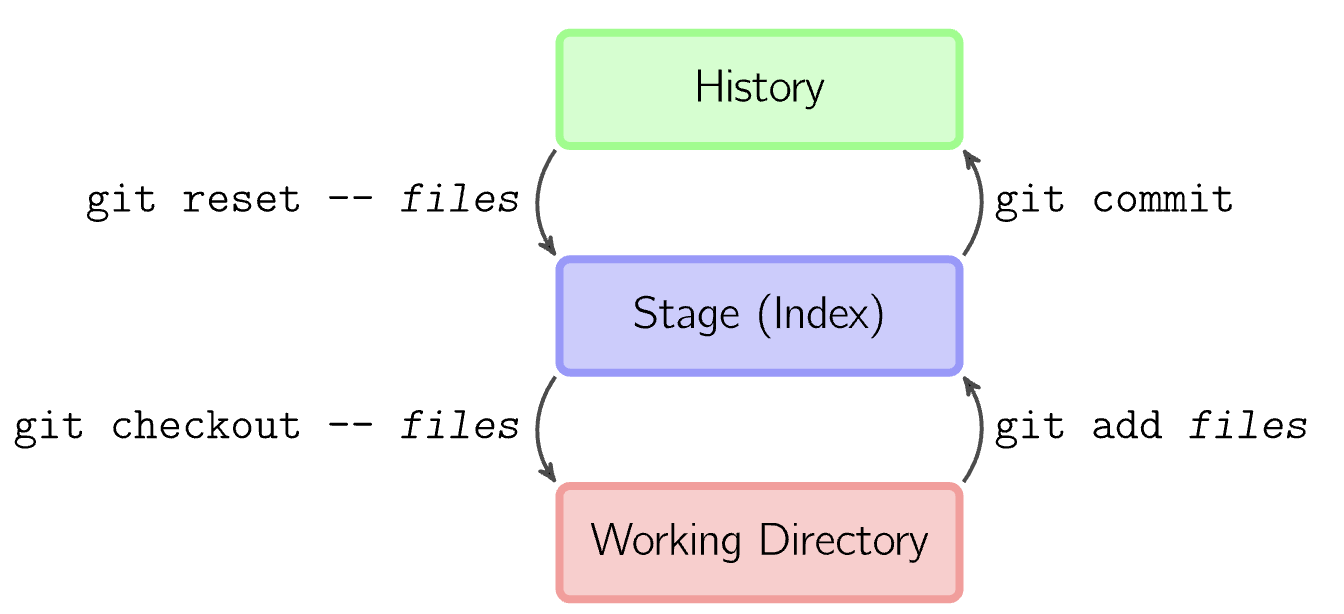 History
git reset -- files
git commit
Stage (Index)
git checkout -- files
git add files
Working Directory